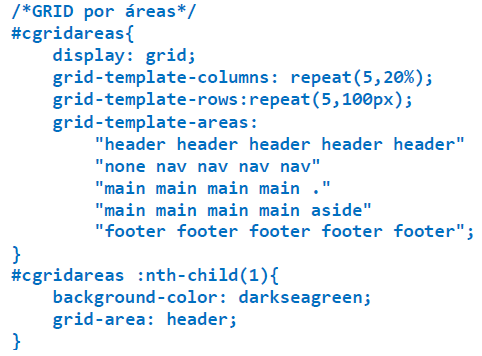 /*GRID por áreas*/
#cgridareas{
    display: grid;
    grid-template-columns: repeat(5,20%);
    grid-template-rows:repeat(5,100px);
    grid-template-areas:
        "header header header header header"
        "none nav nav nav nav"
        "main main main main ."
        "main main main main aside"
        "footer footer footer footer footer";
}
#cgridareas :nth-child(1){
    background-color: darkseagreen;
    grid-area: header;
}